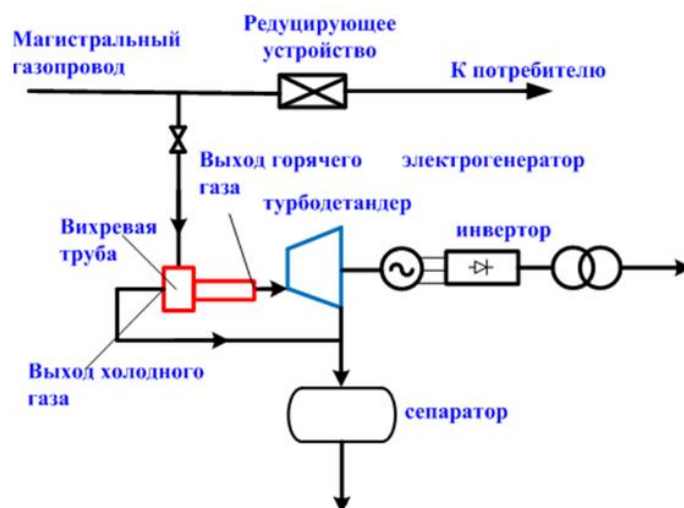 Магистральный
газопровод
Редуцирующее
устройство
К потребителю
Выход горячего
газа
электрогенератор
турбодетандер
инвертор
Вихревая
труба
Выход холодного
газа
сепаратор